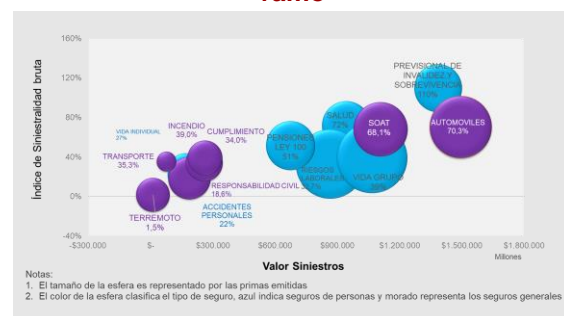 160%
120%
80%
40%
0%
-40%
Índice de Siniestralidad bruta
PREVISIONAL DE
INVALIDEZ Y
SOBREVIVENCIA
110%
AUTOMOVILES
70.3%
SALUD
72%
SOAT
68,1%
PENSIONES
LEY 100
51%
VIDA GRUPO
RIESGOS
LABORALES
VIDA INDIVIDUAL
27%
INCENDIO
39,0%
CUMPLIMIENTO
34,0%
TRANSPORTE
35,3%
RESPONSABILIDAD CIVIL
18,6%
ACCIDENTES
PERSONALES
22%
TERREMOTO
1,5%
-$300.000 $- $300.000 $600.000 $900.000 $1.200.000 $1.500.000 $1.800.000
Millones
Valor Siniestros
Notas:
1. El tamaño de la esfera es representado por las primas emitidas
2. El color de la esfera clasifica el tipo de seguro, azul indica seguros de personas y morado representa los seguros generales